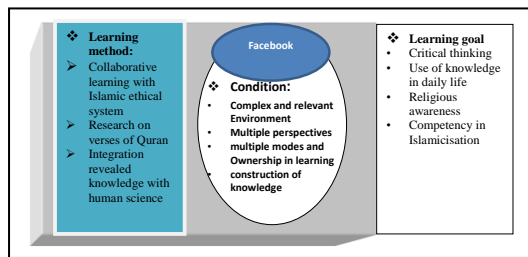 ❖ Learning
method:
➢ Collaborative
learning with
Islamic ethical
system
➢ Research on
verses of Quran
➢ Integration
revealed
knowledge with
human science
Facebook
❖ Condition:
• Complex and relevant
Environment
• Multiple perspectives
• multiple modes and
Ownership in learning
• construction of
knowledge
❖ Learning goal
• Critical thinking
• Use of knowledge
in daily life
• Religious
awareness
• Competency in
Islamicisation